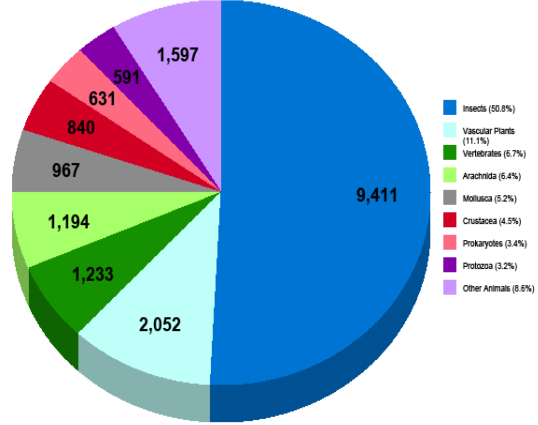 1,597
591
631
840
967
9,411
1,194
1,233
2,052
Insects (50.8%)
Vascular Plants
(11.1%)
Vertebrates (6.7%)
Arachnida (6.4%)
Mollusca (5.2%)
Crustacea (4.5%)
Prokaryotes (3.4%)
Protozoa (3.2%)
Other Animals (8.6%)